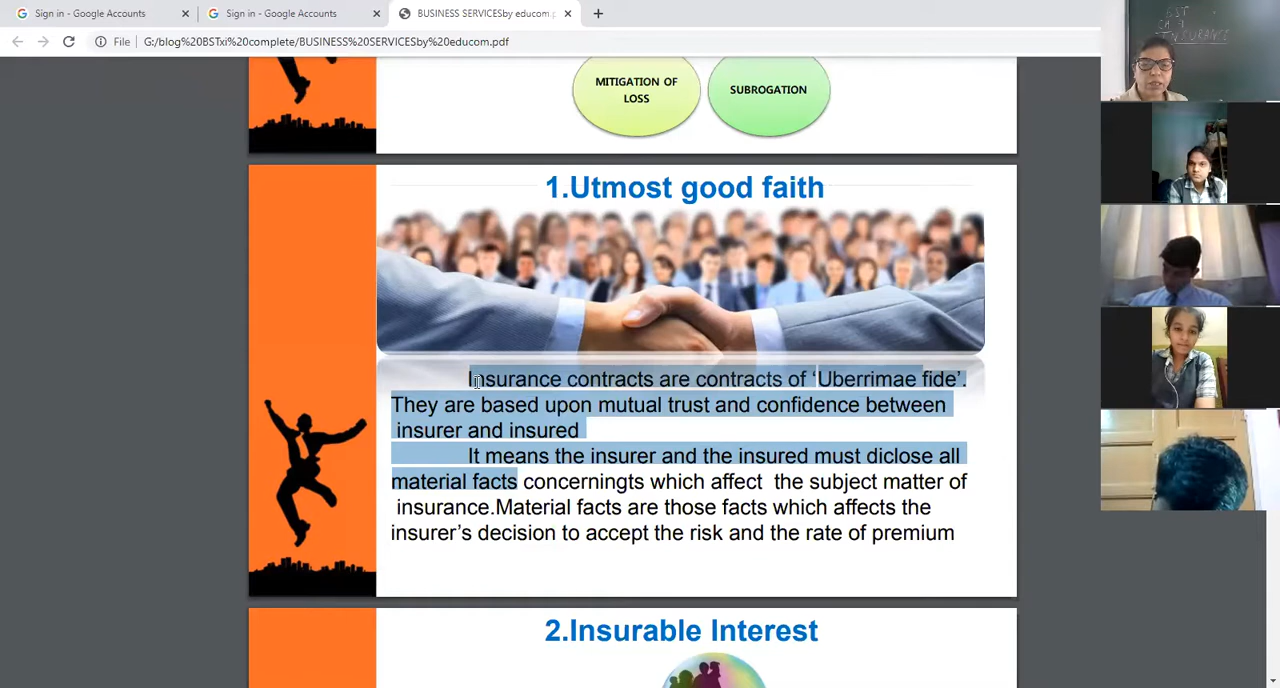 Sign in - Google Accounts
Sign in - Google Accounts
BUSINESS SERVICESby educom.p
File
G:/blog%20BSTxi%20complete/BUSINESS%20SERVICESby%20educom.pdf
BST
CH 4
INSURANCE
MITIGATION OF
LOSS
SUBROGATION
1.Utmost good faith
Insurance contracts are contracts of ‘Uberrimae fide’.
They are based upon mutual trust and confidence between
insurer and insured
It means the insurer and the insured must diclose all
material facts concerningts which affect the subject matter of
insurance.Material facts are those facts which affects the
insurer’s decision to accept the risk and the rate of premium
2.Insurable Interest